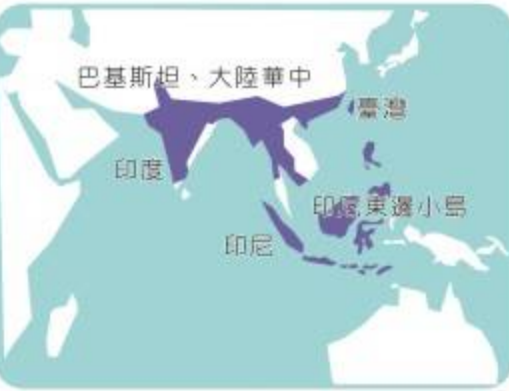 巴基斯坦、大陸華中
臺灣
印度
印尼東邊小島
印尼